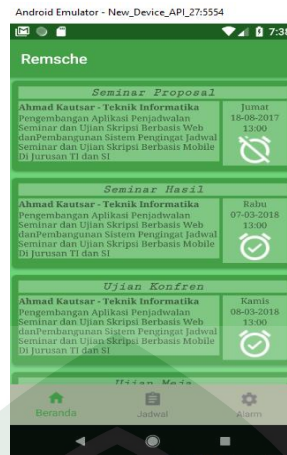 Android Emulator - New_Device_API_27:5554
7:38
Remsche
Seminar Proposal
Ahmad Kautsar - Teknik Informatika
Pengembangan Aplikasi Penjadwalan
Seminar dan Ujian Skripsi Berbasis Web
danPembangunan Sistem Pengingat Jadwal
Seminar dan Ujian Skripsi Berbasis Mobile
Di Jurusan TI dan SI
Jumat
18-08-2017
13:00
Seminar Hasil
Ahmad Kautsar - Teknik Informatika
Pengembangan Aplikasi Penjadwalan
Seminar dan Ujian Skripsi Berbasis Web
danPembangunan Sistem Pengingat Jadwal
Seminar dan Ujian Skripsi Berbasis Mobile
Di Jurusan TI dan SI
Rabu
07-03-2018
13:00
Ujian Konfren
Ahmad Kautsar - Teknik Informatika
Pengembangan Aplikasi Penjadwalan
Seminar dan Ujian Skripsi Berbasis Web
danPembangunan Sistem Pengingat Jadwal
Seminar dan Ujian Skripsi Berbasis Mobile
Di Jurusan TI dan SI
Kamis
08-03-2018
13:00
Ujian Meja
Beranda
Jadwal
Alarm